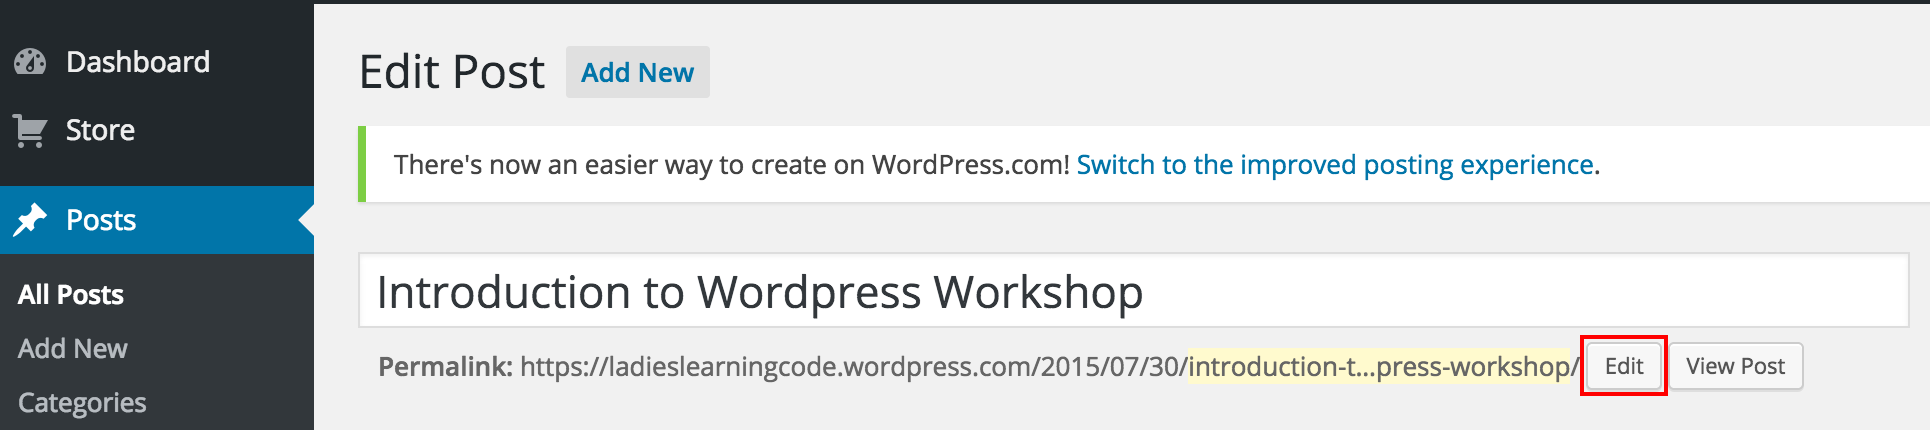 Dashboard
Store
Posts
All Posts
Add New
Categories
Edit Post Add New
There's now an easier way to create on WordPress.com! Switch to the improved posting experience.
Introduction to Wordpress Workshop
Permalink: https://ladieslearningcode.wordpress.com/2015/07/30/introduction-t...press-workshop/ Edit View Post